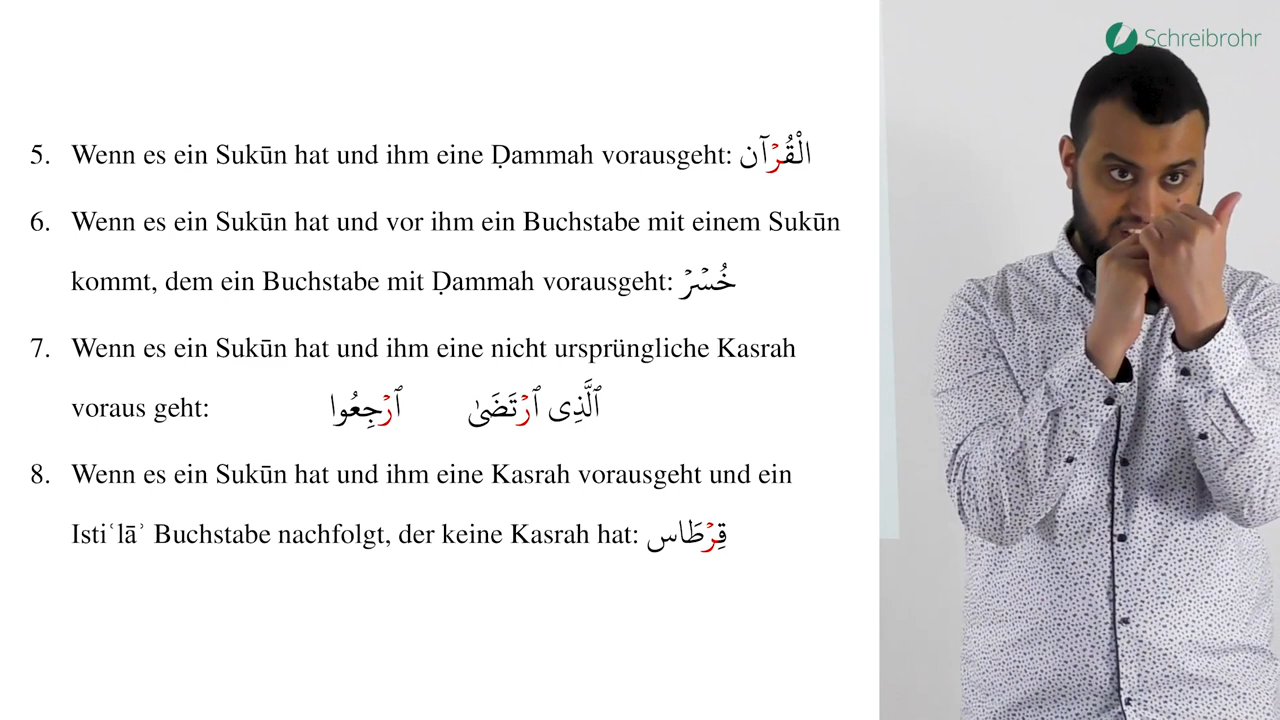 Schreibrohr
5. Wenn es ein Sukūn hat und ihm eine Ḍammah vorausgeht: الْقُرْآن
6. Wenn es ein Sukūn hat und vor ihm ein Buchstabe mit einem Sukūn
kommt, dem ein Buchstabe mit Ḍammah vorausgeht: خُسْرْ
7. Wenn es ein Sukūn hat und ihm eine nicht ursprüngliche Kasrah
voraus geht: ٱلَّذِى ٱرْتَضَىٰ ٱرْجِعُوا
8. Wenn es ein Sukūn hat und ihm eine Kasrah vorausgeht und ein
Istiʿlāʾ Buchstabe nachfolgt, der keine Kasrah hat: قِرْطَاس